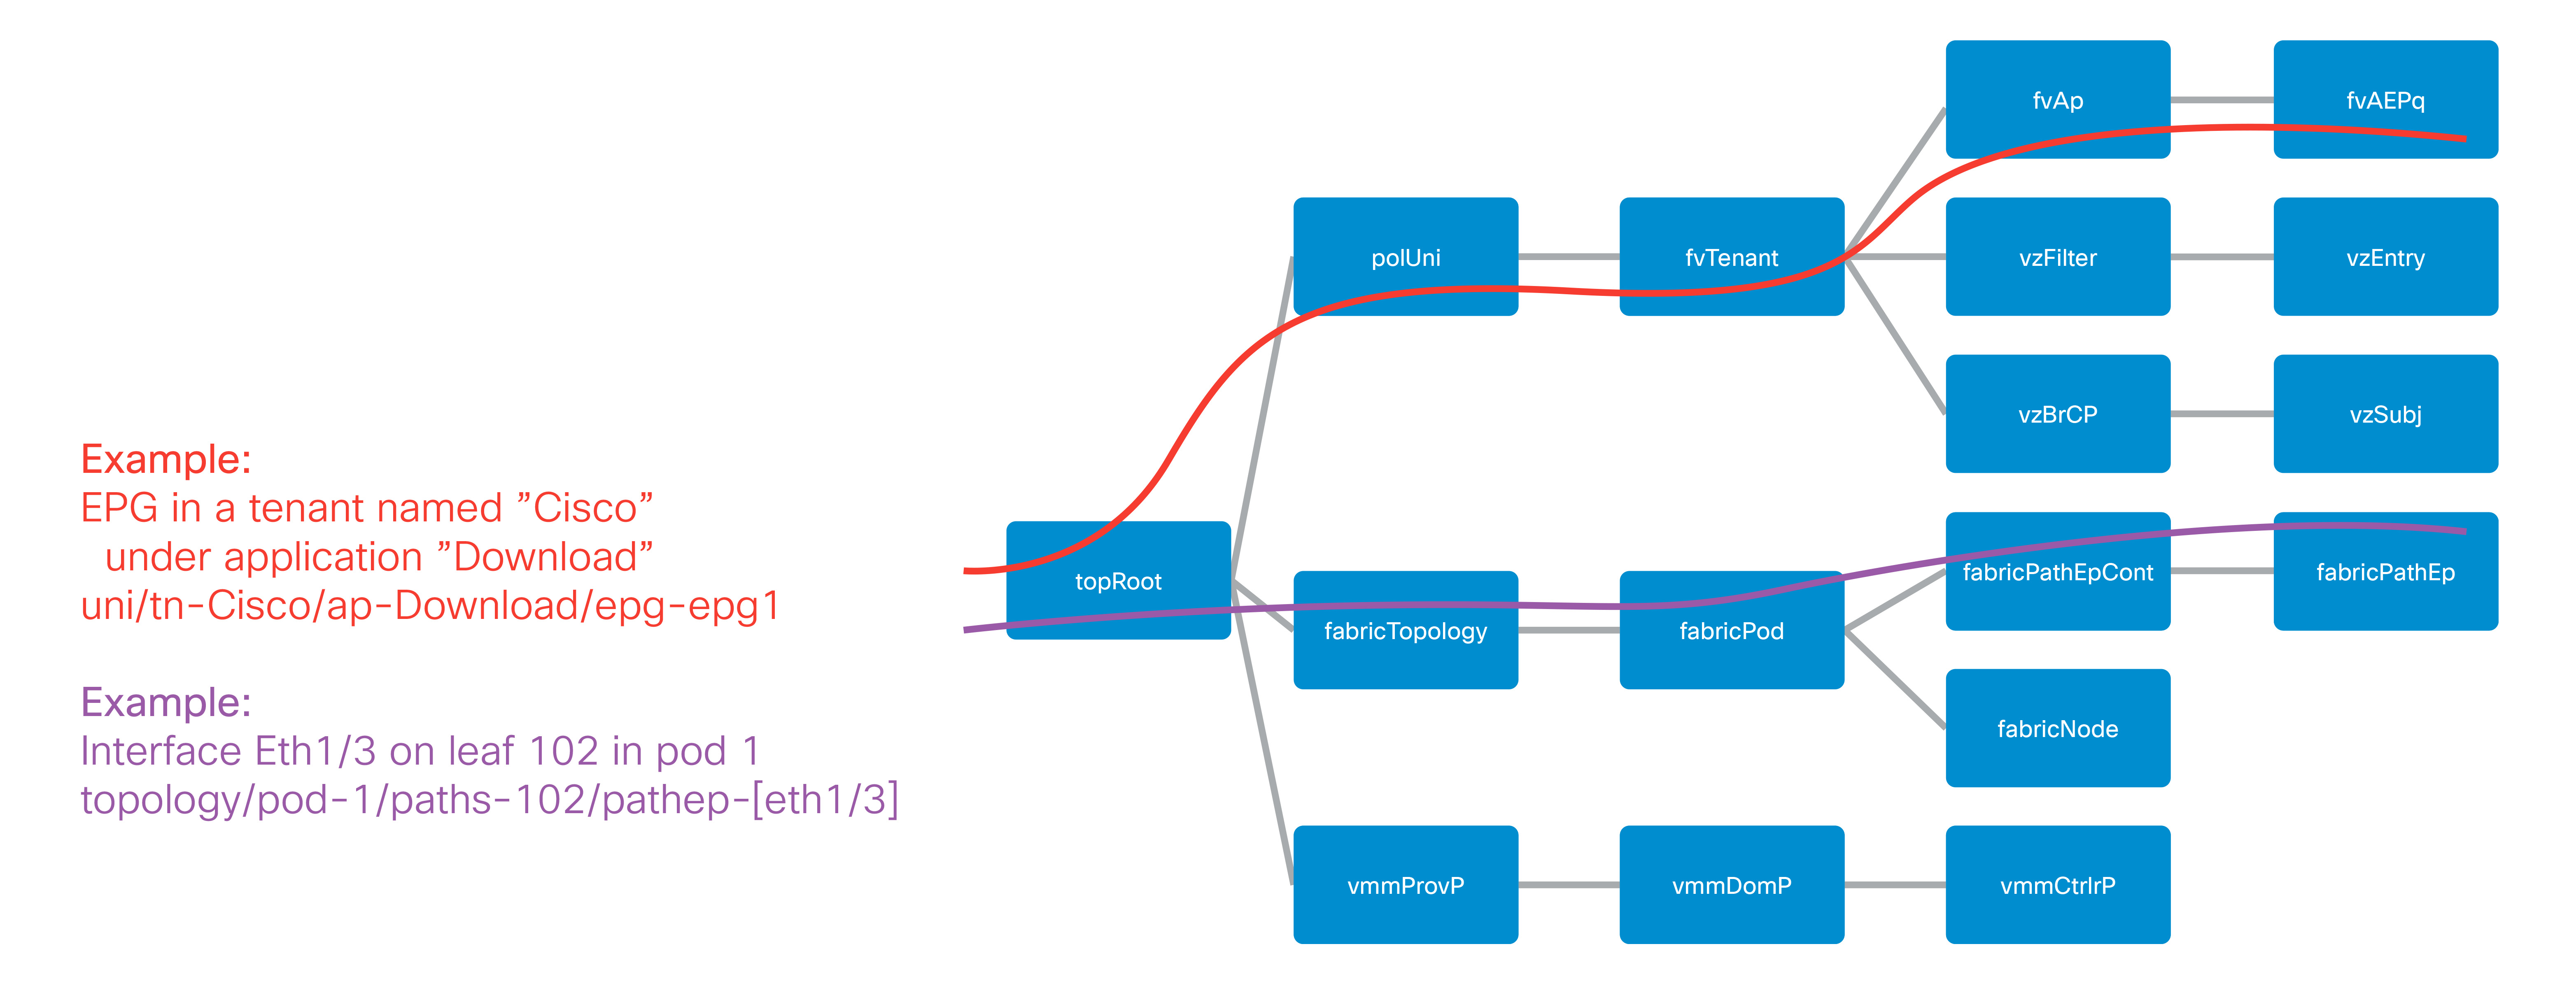 Example:
EPG in a tenant named ”Cisco”
under application ”Download”
uni/tn-Cisco/ap-Download/epg-epg1
Example:
Interface Eth1/3 on leaf 102 in pod 1
topology/pod-1/paths-102/pathep-[eth1/3]
topRoot
polUni
fvTenant
fvAp
fvAEPq
vzFilter
vzEntry
vzBrCP
vzSubj
fabricTopology
fabricPod
fabricPathEpCont
fabricPathEp
fabricNode
vmmProvP
vmmDomP
vmmCtrlrP